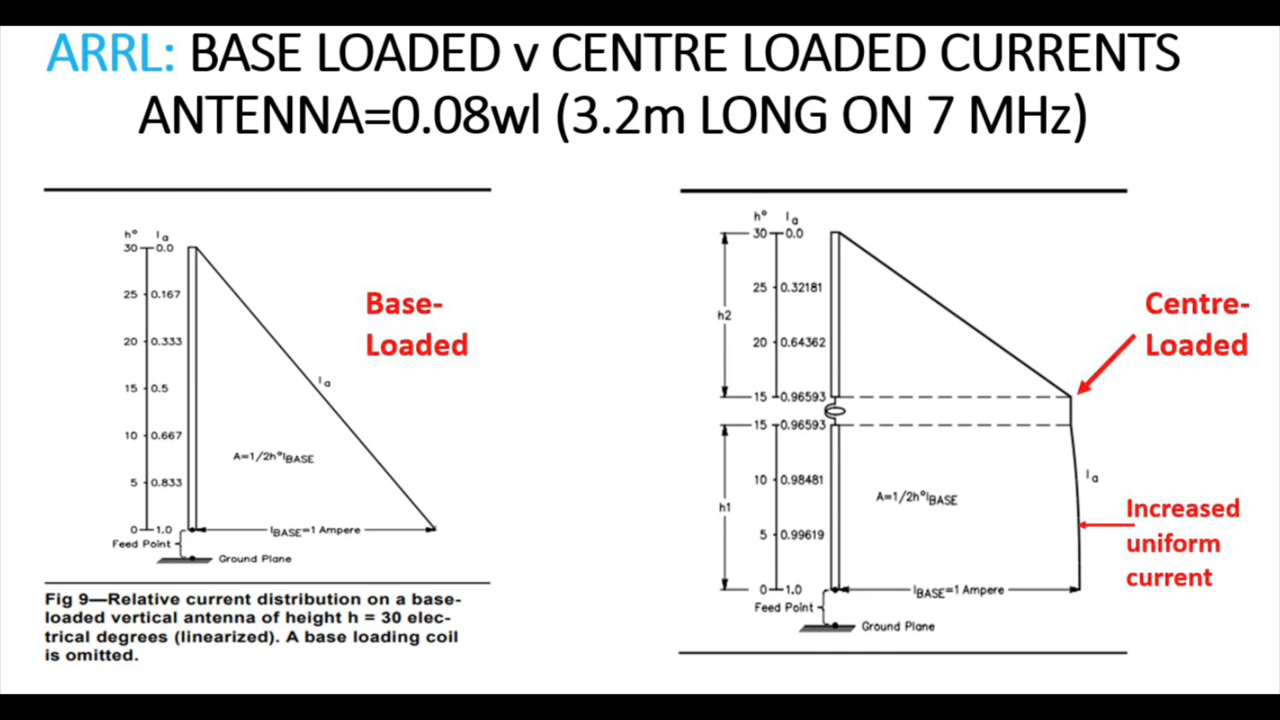 ARRL: BASE LOADED v CENTRE LOADED CURRENTS
ANTENNA=0.08wl (3.2m LONG ON 7 MHz)
h° Ia
30 0.0
25 0.167
20 0.333
15 0.5
10 0.667
5 0.833
0 1.0
Ia
A=1/2h°IBASE
IBASE=1 Ampere
Feed Point
Ground Plane
Base-
Loaded
Fig 9—Relative current distribution on a base-
loaded vertical antenna of height h = 30 elec-
trical degrees (linearized). A base loading coil
is omitted.
h° Ia
30 0.0
25 0.32181
h2
20 0.64362
15 0.96593
15 0.96593
10 0.98481
h1
5 0.99619
0 1.0
Ia
A=1/2h°IBASE
IBASE=1 Ampere
Feed Point
Ground Plane
Centre-
Loaded
Increased
uniform
current